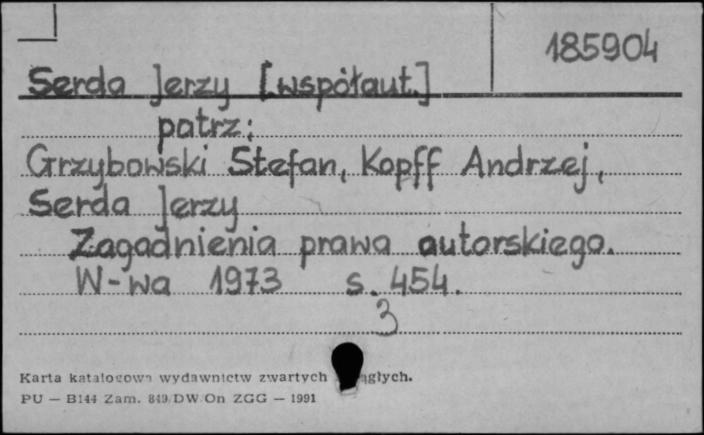 185904
Serda Jerzy [współaut.]
patrz:
Grzybowski Stefan, Kopff Andrzej,
Serda Jerzy
Zagadnienia prawa autorskiego.
W-wa 1973 s. 454.
3
Karta katalogowa wydawnictw zwartych
PU — B144 Zam. 849/DW/On ZGG — 1991